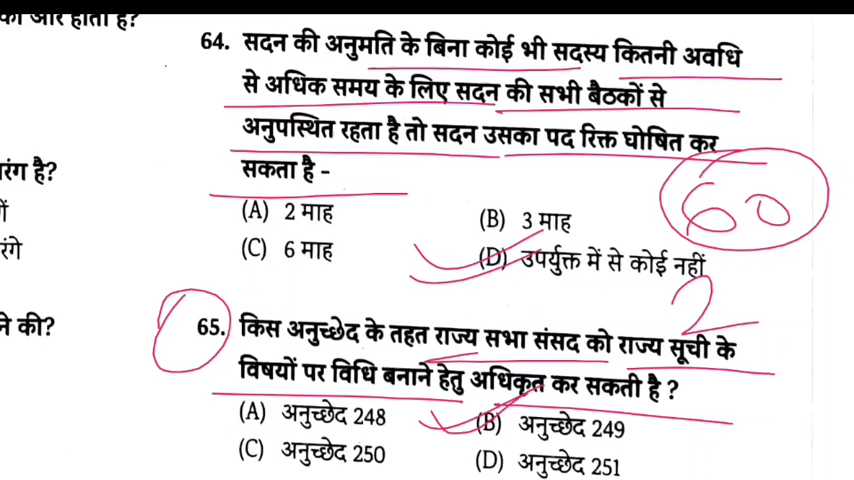 का और होता है?
64. सदन की अनुमति के बिना कोई भी सदस्य कितनी अवधि
से अधिक समय के लिए सदन की सभी बैठकों से
अनुपस्थित रहता है तो सदन उसका पद रिक्त घोषित कर
सकता है -
60
(A) 2 माह
(B) 3 माह
(C) 6 माह
(D) उपर्युक्त में से कोई नहीं
रंग है?
रंगे
2
65. किस अनुच्छेद के तहत राज्य सभा संसद को राज्य सूची के
विषयों पर विधि बनाने हेतु अधिकृत कर सकती है ?
(A) अनुच्छेद 248
(B) अनुच्छेद 249
(C) अनुच्छेद 250
(D) अनुच्छेद 251
ने की?